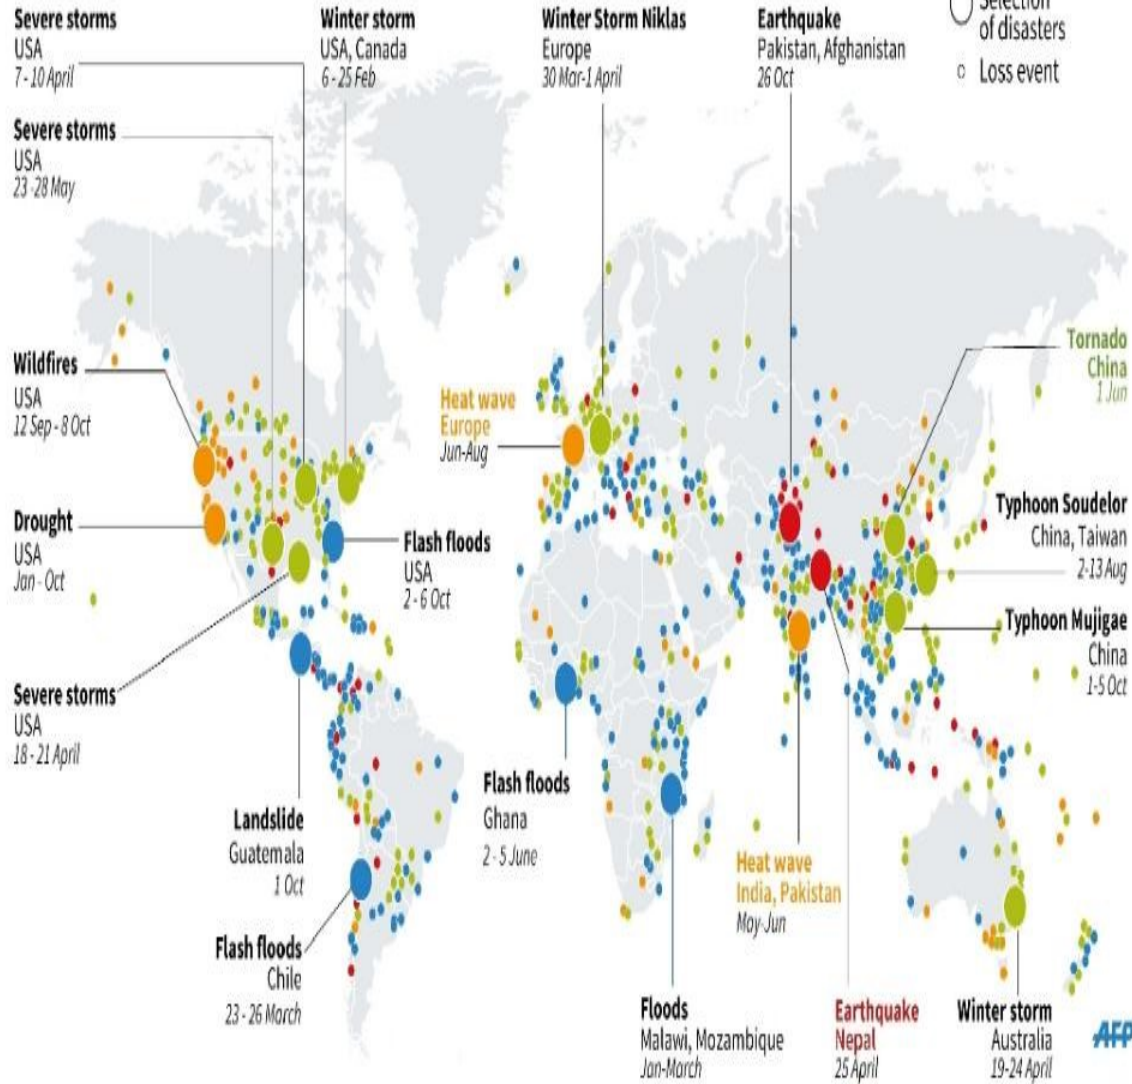 Severe storms
USA
7 - 10 April
Winter storm
USA, Canada
6 - 25 Feb
Winter Storm Niklas
Europe
30 Mar-1 April
Earthquake
Pakistan, Afghanistan
26 Oct
Selection
of disasters
Loss event
Severe storms
USA
23 -28 May
Wildfires
USA
12 Sep - 8 Oct
Heat wave
Europe
Jun-Aug
Tornado
China
1 Jun
Drought
USA
Jan - Oct
Flash floods
USA
2 - 6 Oct
Typhoon Soudelor
China, Taiwan
2-13 Aug
Typhoon Mujigae
China
1-5 Oct
Severe storms
USA
18 - 21 April
Landslide
Guatemala
1 Oct
Flash floods
Ghana
2 - 5 June
Heat wave
India, Pakistan
May-Jun
Flash floods
Chile
23 - 26 March
Floods
Malawi, Mozambique
Jan-March
Earthquake
Nepal
25 April
Winter storm
Australia
19-24 April
AFP